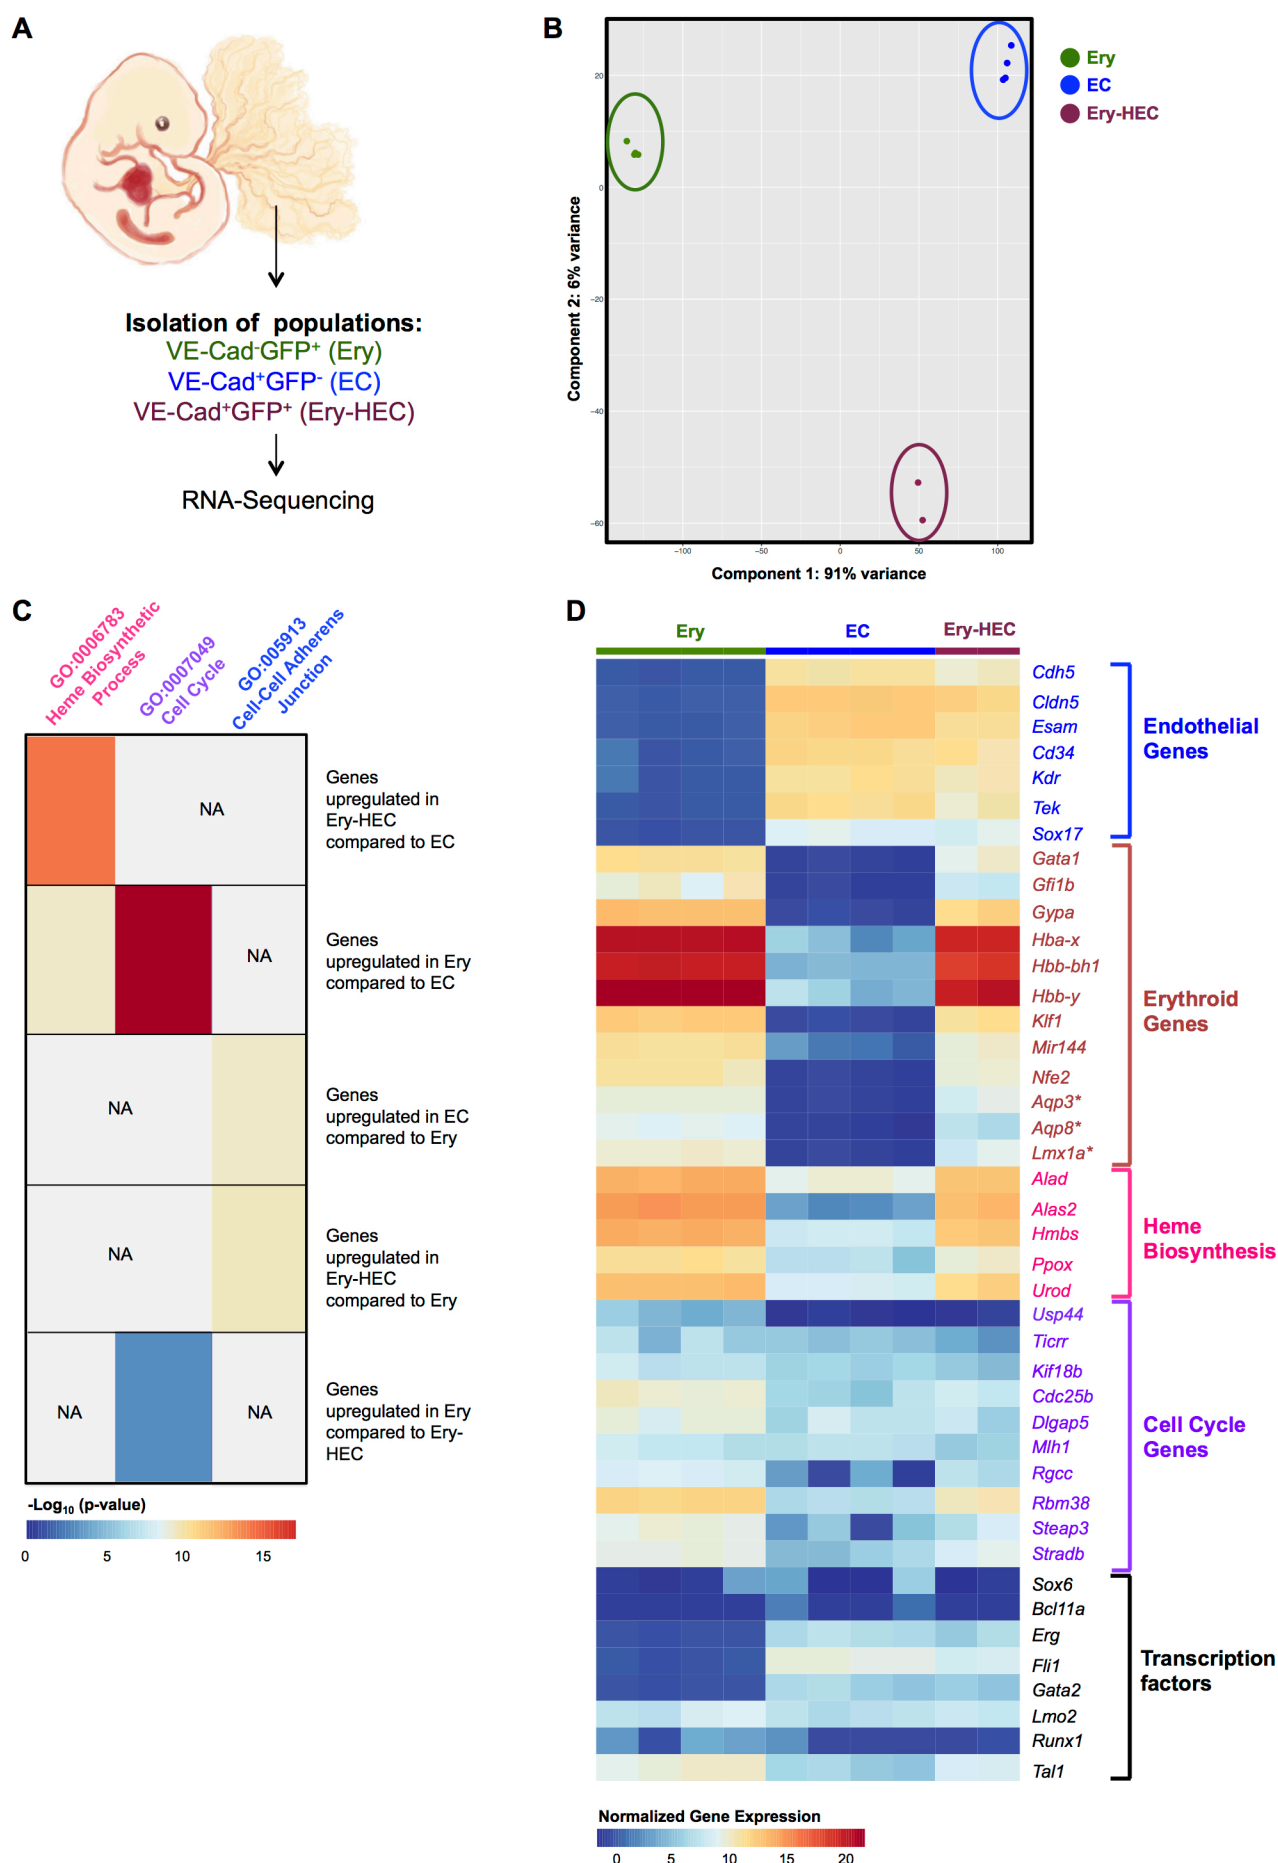 A
Isolation of populations:
VE-Cad-GFP+ (Ery)
VE-Cad+GFP- (EC)
VE-Cad+GFP+ (Ery-HEC)
RNA-Sequencing
B
20
0
−20
−40
−60
−100
−50
0
50
100
Component 2: 6% variance
Component 1: 91% variance
Ery
EC
Ery-HEC
C
GO:0006783
Heme Biosynthetic
Process
GO:0007049
Cell Cycle
GO:005913
Cell-Cell Adherens
Junction
NA
Genes
upregulated in
Ery-HEC
compared to EC
NA
Genes
upregulated in Ery
compared to EC
NA
Genes
upregulated in EC
compared to Ery
NA
Genes
upregulated in
Ery-HEC
compared to Ery
NA
NA
Genes
upregulated in Ery
compared to Ery-
HEC
-Log10 (p-value)
0
5
10
15
D
Ery
EC
Ery-HEC
Cdh5
Cldn5
Esam
Cd34
Kdr
Tek
Sox17
Endothelial
Genes
Gata1
Gfi1b
Gypa
Hba-x
Hbb-bh1
Hbb-y
Klf1
Mir144
Nfe2
Aqp3*
Aqp8*
Lmx1a*
Erythroid
Genes
Alad
Alas2
Hmbs
Ppox
Urod
Heme
Biosynthesis
Usp44
Ticrr
Kif18b
Cdc25b
Dlgap5
Mlh1
Rgcc
Rbm38
Steap3
Stradb
Cell Cycle
Genes
Sox6
Bcl11a
Erg
Fli1
Gata2
Lmo2
Runx1
Tal1
Transcription
factors
Normalized Gene Expression
0
5
10
15
20